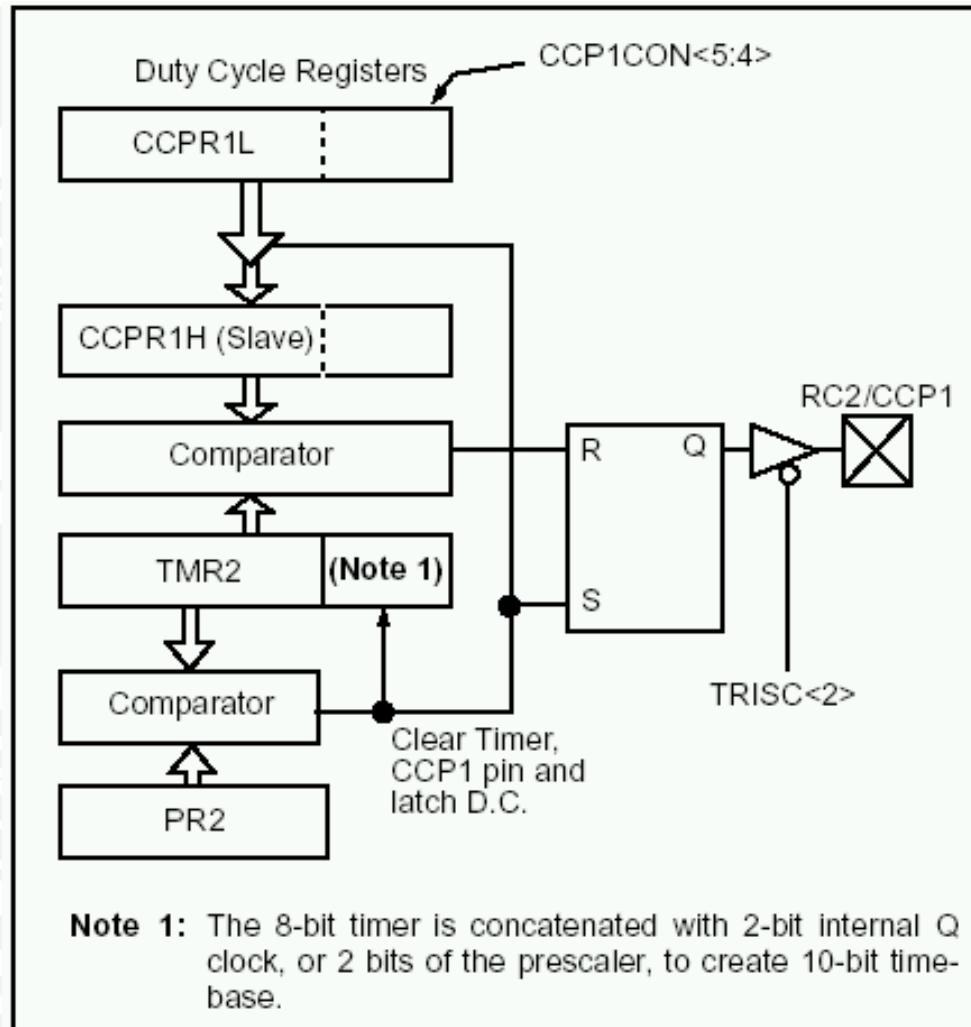 Duty Cycle Registers
CCP1CON<5:4>
CCPR1L
CCPR1H (Slave)
Comparator
R
Q
RC2/CCP1
TMR2
(Note 1)
S
Comparator
TRISC<2>
Clear Timer,
CCP1 pin and
latch D.C.
PR2
Note 1: The 8-bit timer is concatenated with 2-bit internal Q
clock, or 2 bits of the prescaler, to create 10-bit time-
base.